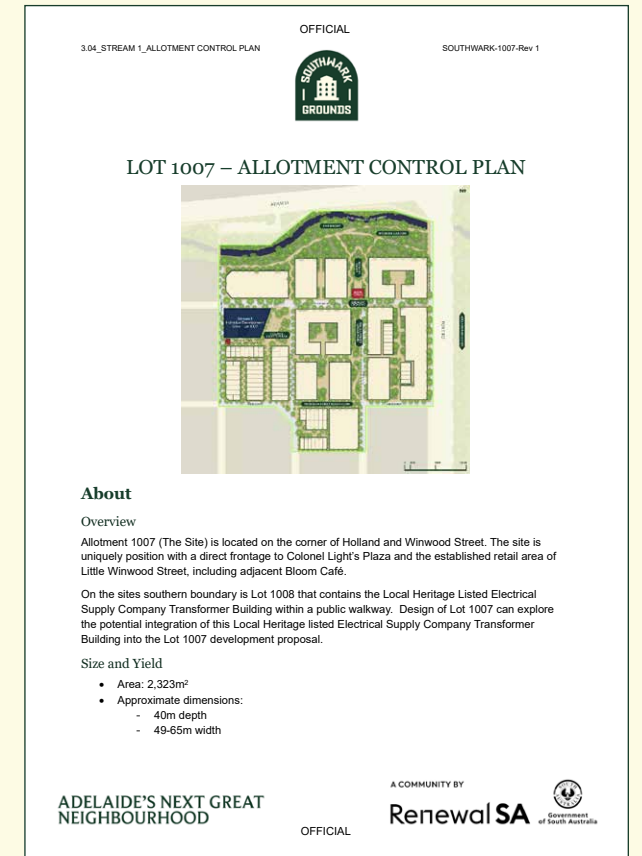 OFFICIAL
3.04_STREAM 1_ALLOTMENT CONTROL PLAN
SOUTHWARK-1007-Rev 1
SOUTHWARK
GROUNDS
LOT 1007 – ALLOTMENT CONTROL PLAN
About
Overview
Allotment 1007 (The Site) is located on the corner of Holland and Winwood Street. The site is
uniquely position with a direct frontage to Colonel Light's Plaza and the established retail area of
Little Winwood Street, including adjacent Bloom Café.
On the sites southern boundary is Lot 1008 that contains the Local Heritage Listed Electrical
Supply Company Transformer Building within a public walkway.  Design of Lot 1007 can explore
the potential integration of this Local Heritage listed Electrical Supply Company Transformer
Building into the Lot 1007 development proposal.
Size and Yield
• Area: 2,323m²
• Approximate dimensions:
- 40m depth
- 49-65m width
ADELAIDE'S NEXT GREAT
NEIGHBOURHOOD
A COMMUNITY BY
Renewal SA
Government
of South Australia
OFFICIAL